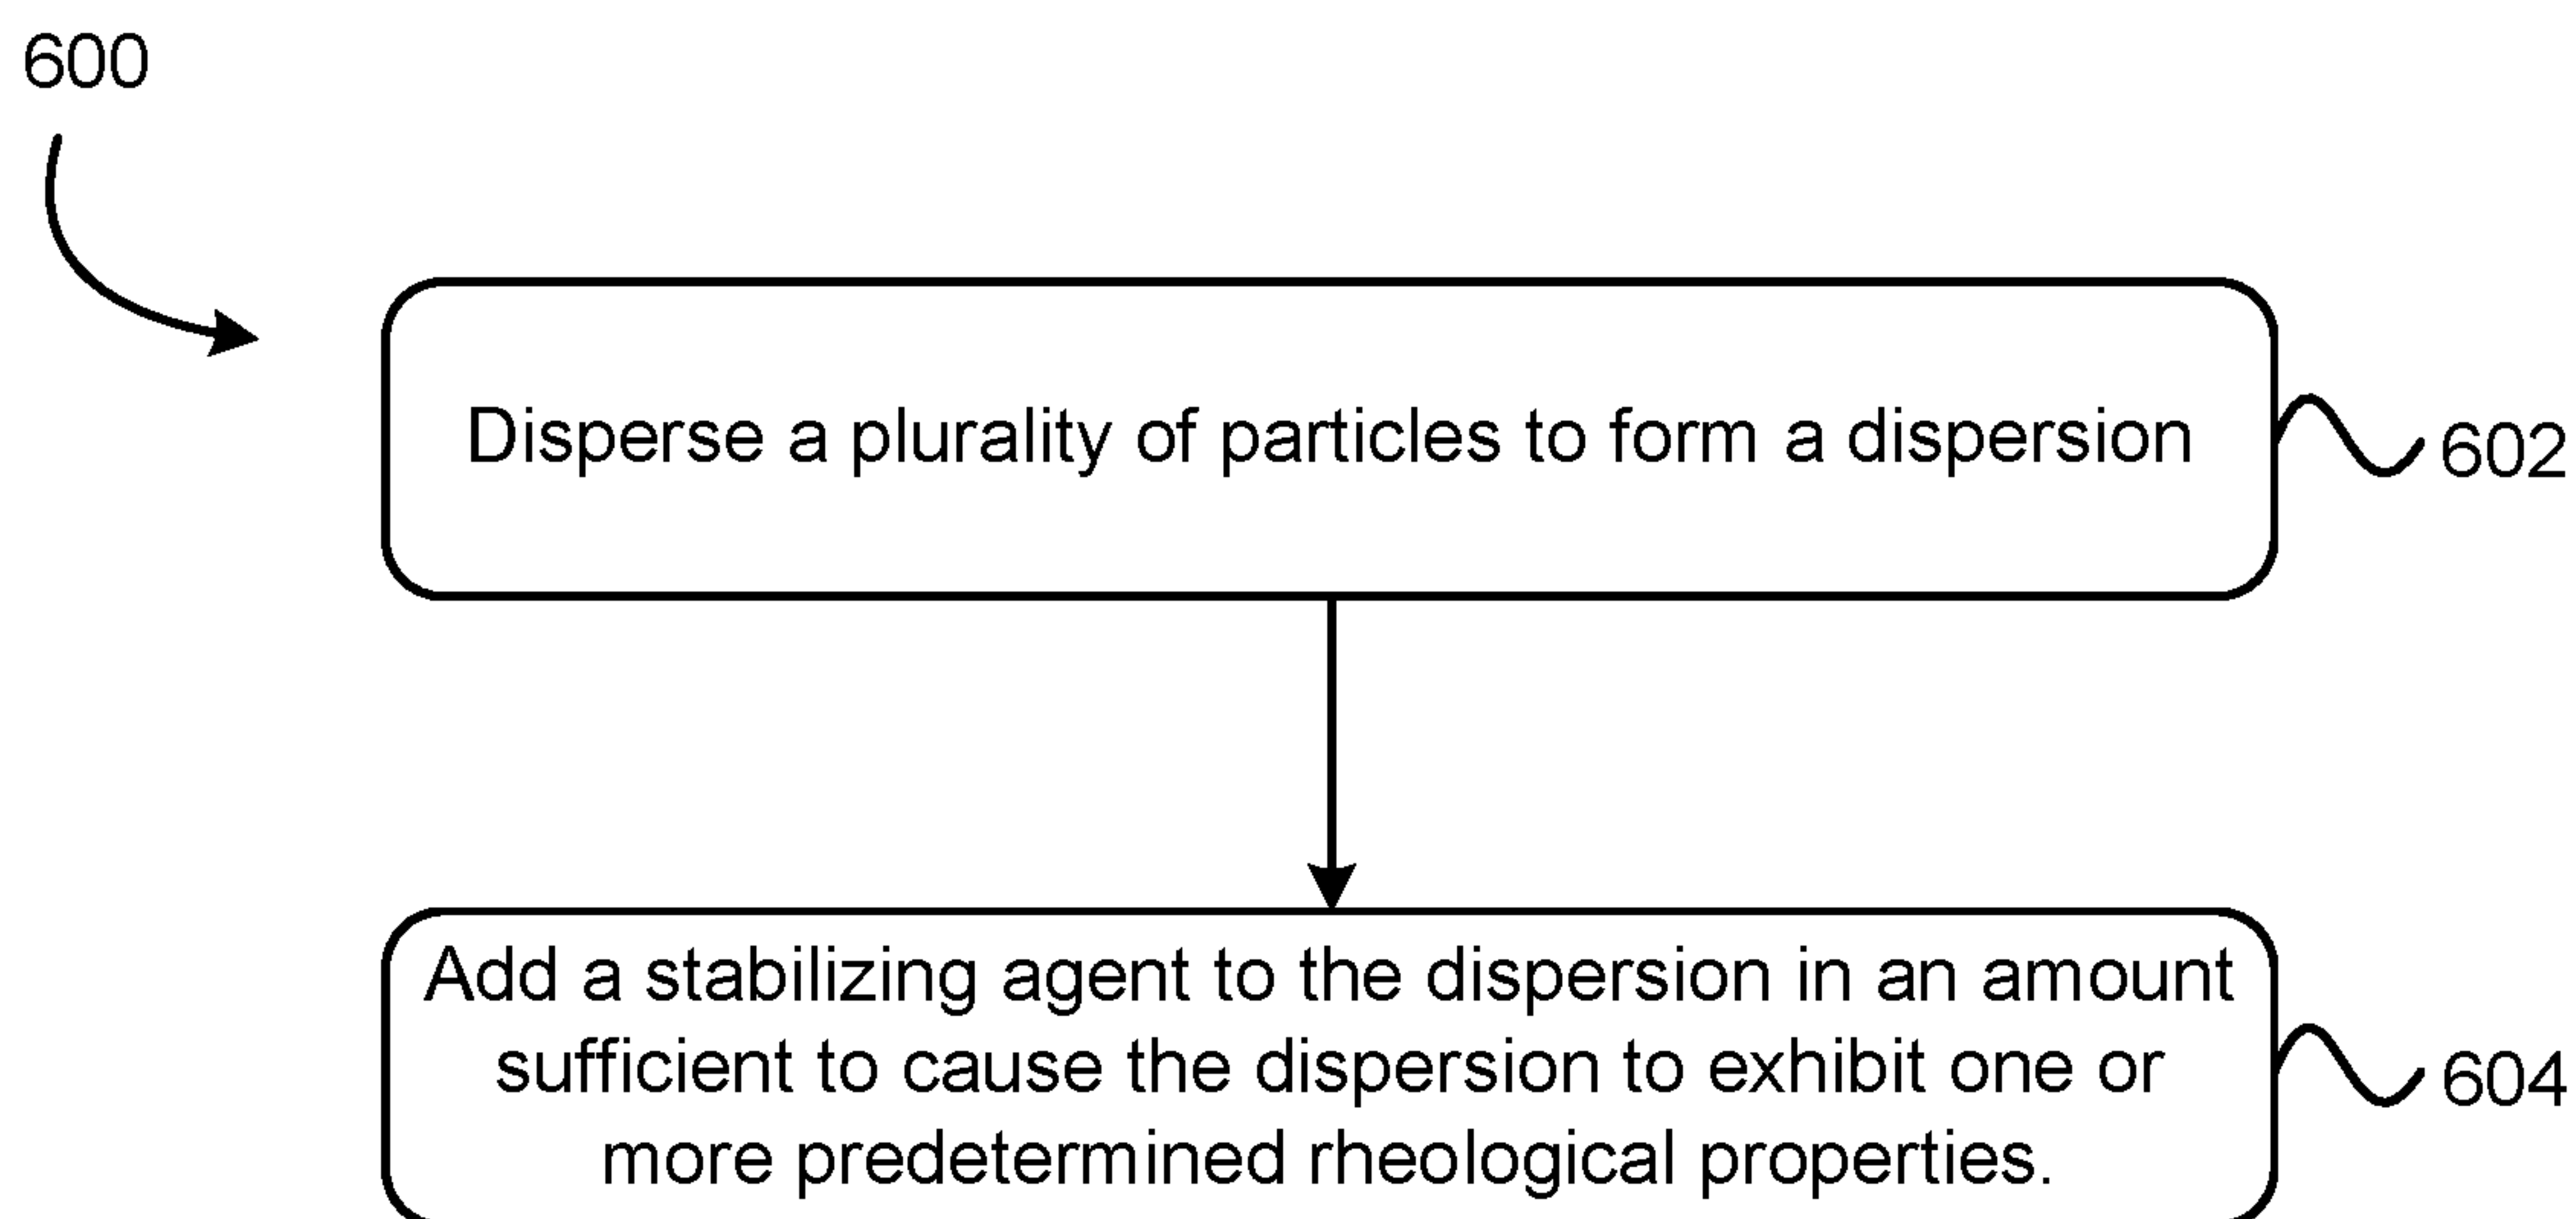 600
Disperse a plurality of particles to form a dispersion
602
Add a stabilizing agent to the dispersion in an amount
sufficient to cause the dispersion to exhibit one or
more predetermined rheological properties.
604